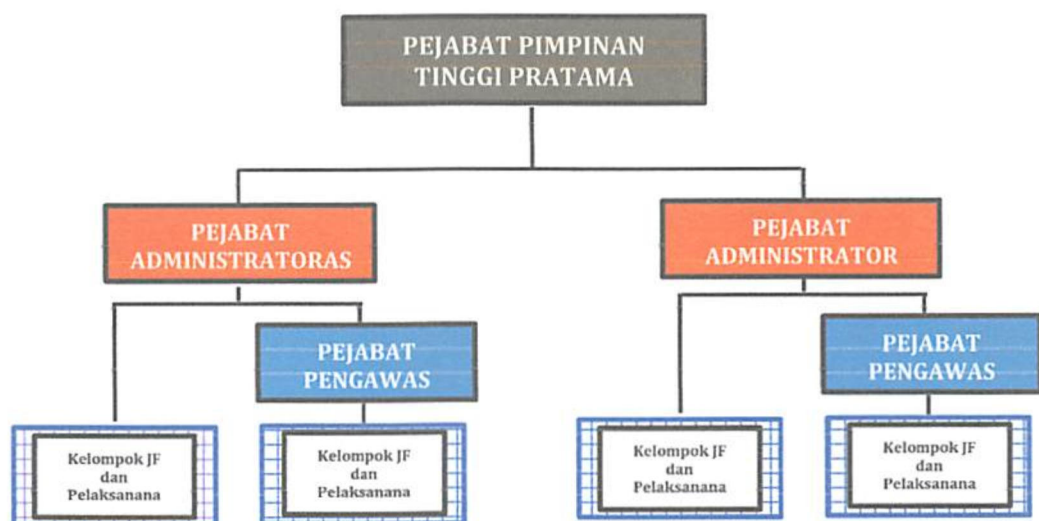 PEJABAT PIMPINAN
TINGGI PRATAMA
PEJABAT
ADMINISTRATORAS
PEJABAT
ADMINISTRATOR
PEJABAT
PENGAWAS
PEJABAT
PENGAWAS
Kelompok JF
dan
Pelaksanana
Kelompok JF
dan
Pelaksanana
Kelompok JF
dan
Pelaksanana
Kelompok JF
dan
Pelaksanana